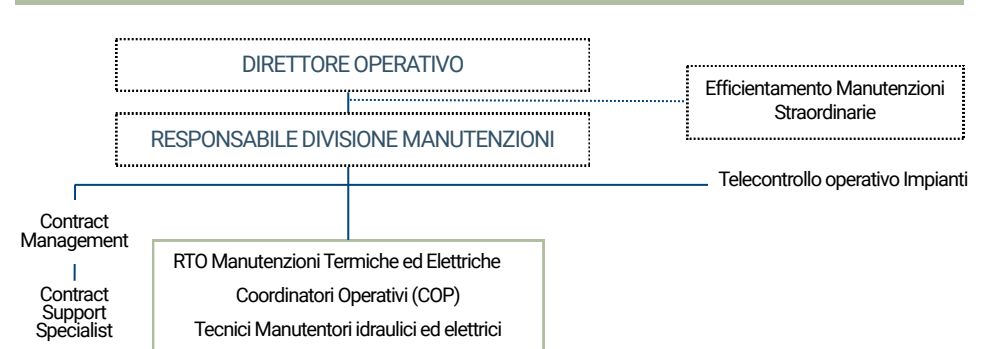 DIRETTORE OPERATIVO
Efficientamento Manutenzioni
Straordinarie
RESPONSABILE DIVISIONE MANUTENZIONI
Telecontrollo operativo Impianti
Contract
Management
Contract
Support
Specialist
RTO Manutenzioni Termiche ed Elettriche
Coordinatori Operativi (COP)
Tecnici Manutentori idraulici ed elettrici